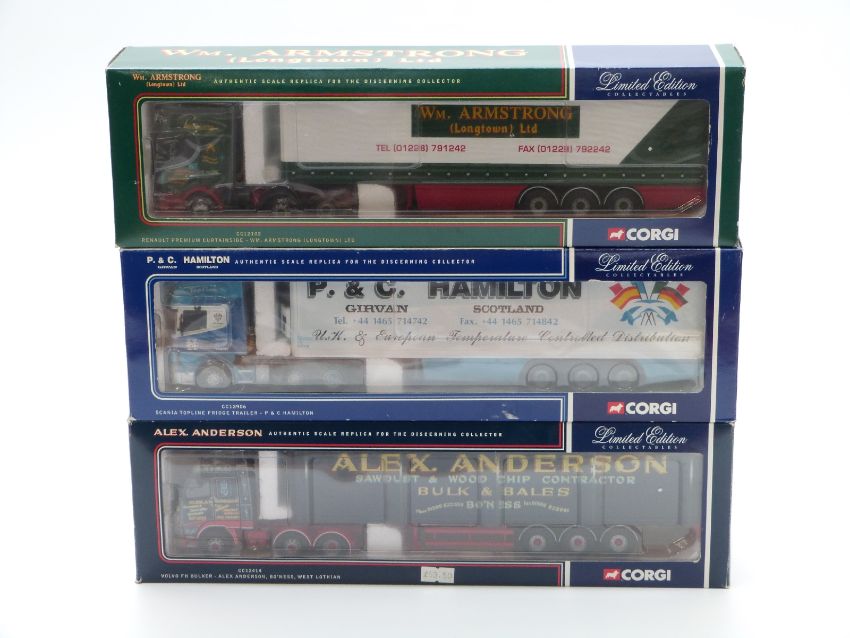 WM. ARMSTRONG
(Longtown) Ltd
WM. ARMSTRONG
(Longtown) Ltd
AUTHENTIC SCALE REPLICA FOR THE DISCERNING COLLECTOR
Limited Edition
COLLECTABLES
WM. ARMSTRONG
(Longtown) Ltd
TEL (01228) 791242 FAX (01228) 792242
RENAULT PREMIUM CURTAINSIDE - WM. ARMSTRONG (LONGTOWN) LTD
CORGI
P. & C. HAMILTON
GIRVAN SCOTLAND
AUTHENTIC SCALE REPLICA FOR THE DISCERNING COLLECTOR
Limited Edition
COLLECTABLES
P. & C. HAMILTON
GIRVAN SCOTLAND
Tel. +44 1465 714742 Fax. +44 1465 714842
U.K. & European Temperature Controlled Distribution
CC12906
SCANIA TOPLINE FRIDGE TRAILER - P & C HAMILTON
CORGI
ALEX. ANDERSON
AUTHENTIC SCALE REPLICA FOR THE DISCERNING COLLECTOR
Limited Edition
COLLECTABLES
ALEX. ANDERSON
SAWDUST & WOOD CHIP CONTRACTOR
BULK & BALES
BO'NESS
CC12414
VOLVO FH BULKER - ALEX ANDERSON, BO'NESS, WEST LOTHIAN
CORGI